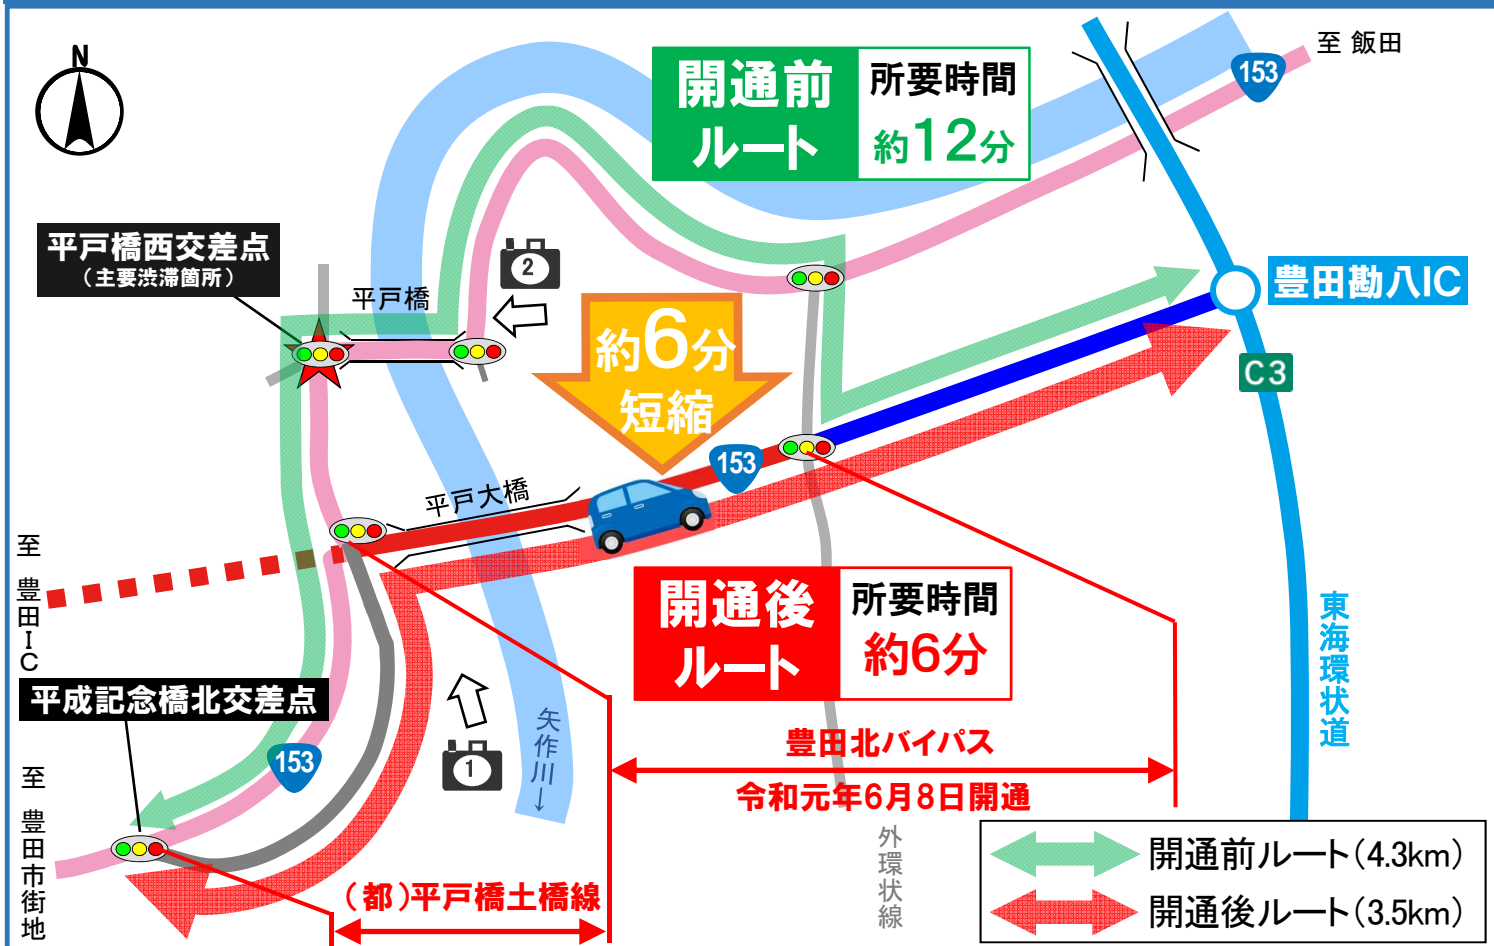 N
至 飯田
153
開通前
ルート
所要時間
約12分
平戸橋西交差点
（主要渋滞箇所）
平戸橋
2
豊田勘八IC
約6分
短縮
C3
153
平戸大橋
至 豊田IC
開通後
ルート
所要時間
約6分
東海環状道
平成記念橋北交差点
矢作川→
153
1
豊田北バイパス
令和元年6月8日開通
至 豊田市街地
外環状線
（都）平戸橋土橋線
開通前ルート（4.3km）
開通後ルート（3.5km）